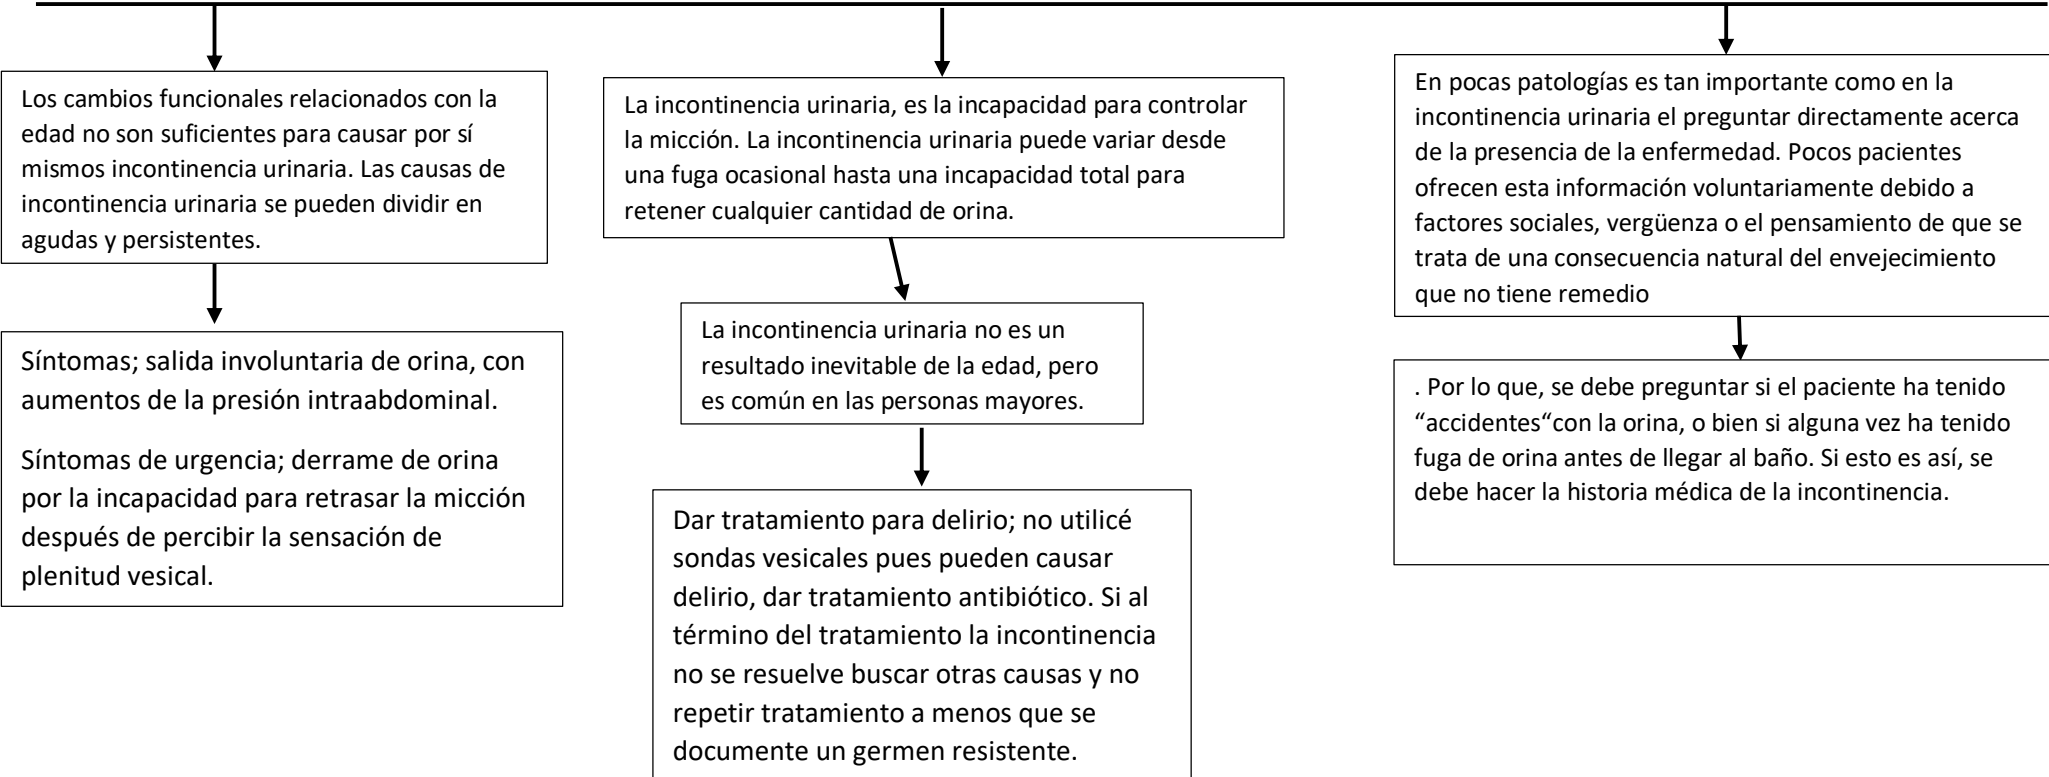 Los cambios funcionales relacionados con la
edad no son suficientes para causar por sí
mismos incontinencia urinaria. Las causas de
incontinencia urinaria se pueden dividir en
agudas y persistentes.
Síntomas; salida involuntaria de orina, con
aumentos de la presión intraabdominal.
Síntomas de urgencia; derrame de orina
por la incapacidad para retrasar la micción
después de percibir la sensación de
plenitud vesical.
La incontinencia urinaria, es la incapacidad para controlar
la micción. La incontinencia urinaria puede variar desde
una fuga ocasional hasta una incapacidad total para
retener cualquier cantidad de orina.
La incontinencia urinaria no es un
resultado inevitable de la edad, pero
es común en las personas mayores.
Dar tratamiento para delirio; no utilicé
sondas vesicales pues pueden causar
delirio, dar tratamiento antibiótico. Si al
término del tratamiento la incontinencia
no se resuelve buscar otras causas y no
repetir tratamiento a menos que se
documente un germen resistente.
En pocas patologías es tan importante como en la
incontinencia urinaria el preguntar directamente acerca
de la presencia de la enfermedad. Pocos pacientes
ofrecen esta información voluntariamente debido a
factores sociales, vergüenza o el pensamiento de que se
trata de una consecuencia natural del envejecimiento
que no tiene remedio
. Por lo que, se debe preguntar si el paciente ha tenido
“accidentes“con la orina, o bien si alguna vez ha tenido
fuga de orina antes de llegar al baño. Si esto es así, se
debe hacer la historia médica de la incontinencia.